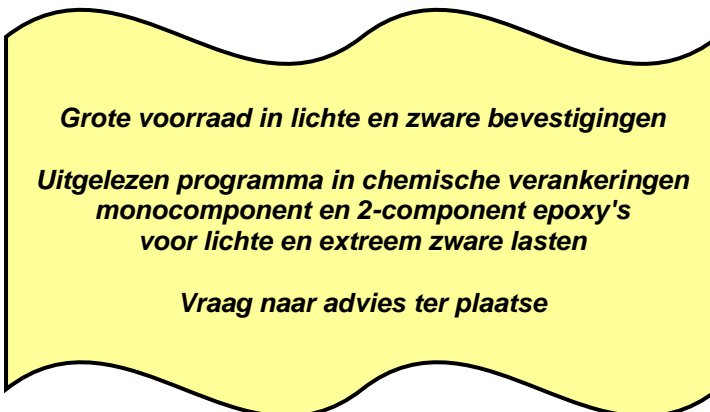 Grote voorraad in lichte en zware bevestigingen
Uitgelezen programma in chemische verankeringen
monocomponent en 2-component epoxy's
voor lichte en extreem zware lasten
Vraag naar advies ter plaatse